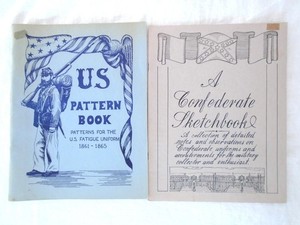 US
PATTERN
BOOK
PATTERNS FOR THE
U.S. FATIGUE UNIFORM
1861-1865
A
Confederate
Sketchbook
A collection of detailed
notes and observations on
Confederate uniforms and
accoutrements for the military
collector and enthusiast.